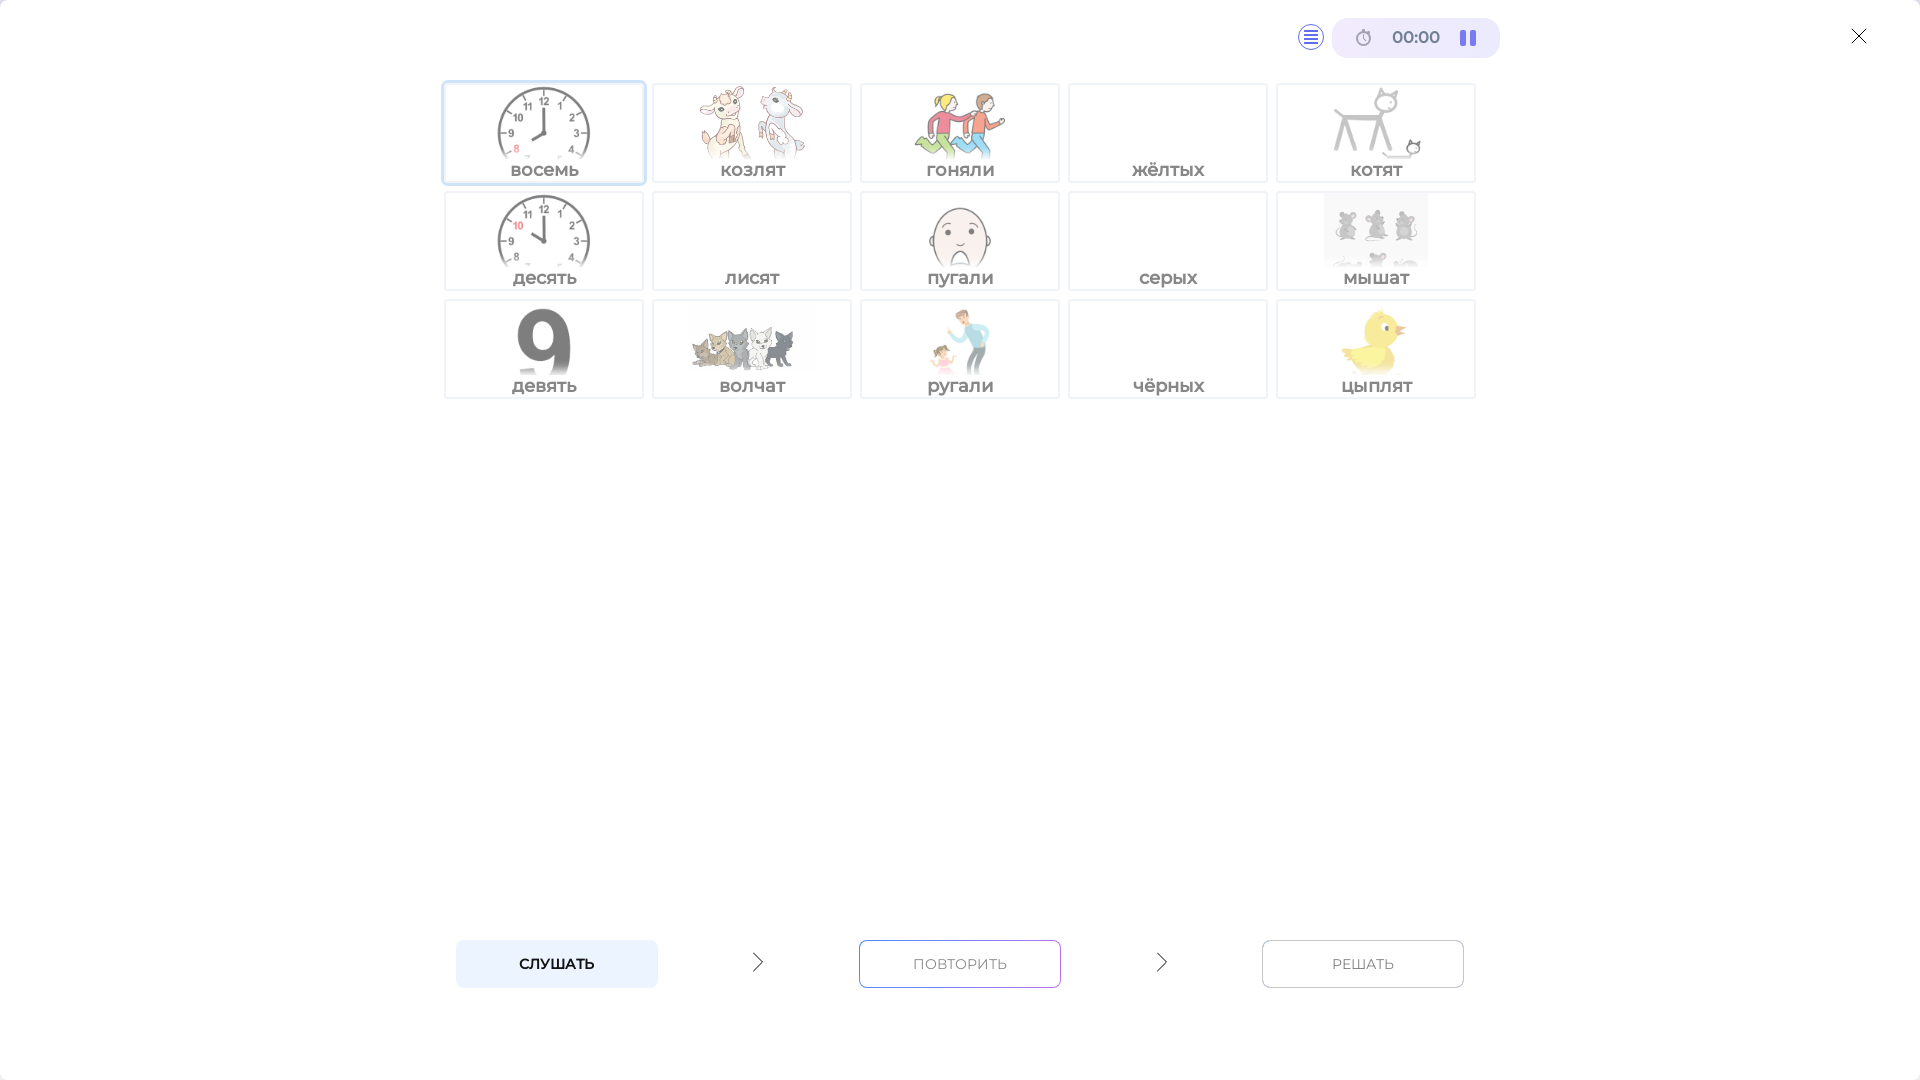 00:00
восемь козлят гоняли жёлтых котят
десять лисят пугали серых мышат
9
девять волчат ругали чёрных цыплят
СЛУШАТЬ ПОВТОРИТЬ РЕШАТЬ